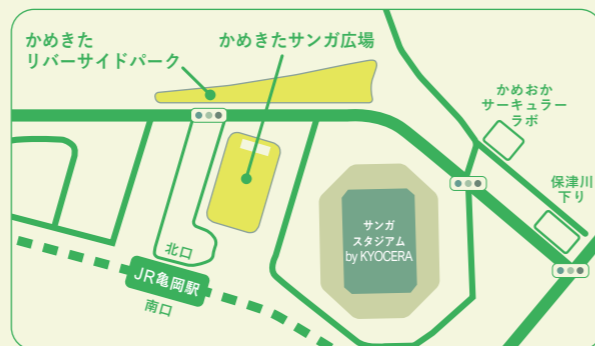 かめきた
リバーサイドパーク
かめきたサンガ広場
かめおか
サーキュラー
ラボ
保津川
下り
サンガ
スタジアム
by KYOCERA
北口
JR亀岡駅
南口